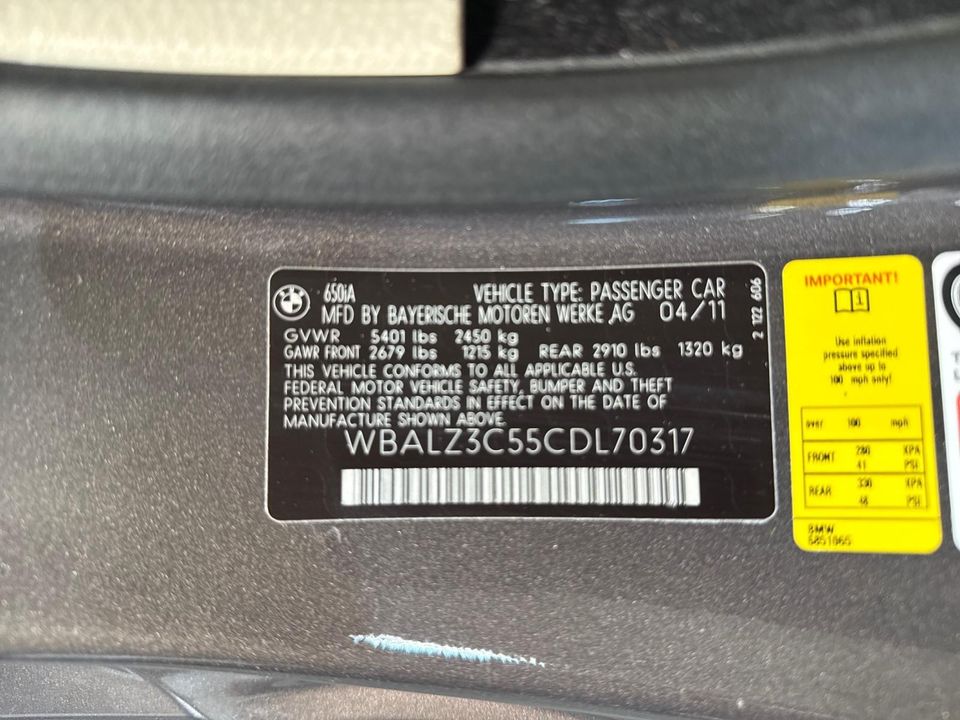 650iA
VEHICLE TYPE: PASSENGER CAR
MFD BY BAYERISCHE MOTOREN WERKE AG 04/11
GVWR 5401 lbs 2450 kg
GAWR FRONT 2679 lbs 1215 kg REAR 2910 lbs 1320 kg
THIS VEHICLE CONFORMS TO ALL APPLICABLE U.S.
FEDERAL MOTOR VEHICLE SAFETY, BUMPER AND THEFT
PREVENTION STANDARDS IN EFFECT ON THE DATE OF
MANUFACTURE SHOWN ABOVE.
WBALZ3C55CDL70317
2 122 606
IMPORTANT!
Use inflation
pressure specified
above up to
100 mph only!
over 100 mph
FRONT 280 KPA
41 PSI
REAR 330 KPA
48 PSI
BMW